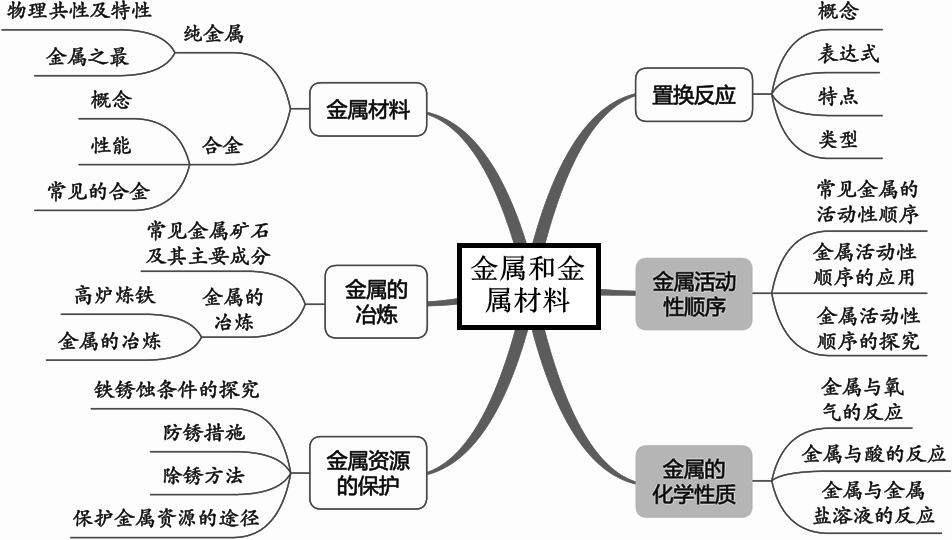 金属和金
属材料
金属材料
纯金属
物理共性及特性
金属之最
合金
概念
性能
常见的合金
金属的
冶炼
常见金属矿石
及其主要成分
金属的
冶炼
高炉炼铁
金属的冶炼
金属资源
的保护
铁锈蚀条件的探究
防锈措施
除锈方法
保护金属资源的途径
置换反应
概念
表达式
特点
类型
金属活动
性顺序
常见金属的
活动性顺序
金属活动性
顺序的应用
金属活动性
顺序的探究
金属的
化学性质
金属与氧
气的反应
金属与酸的反应
金属与金属
盐溶液的反应